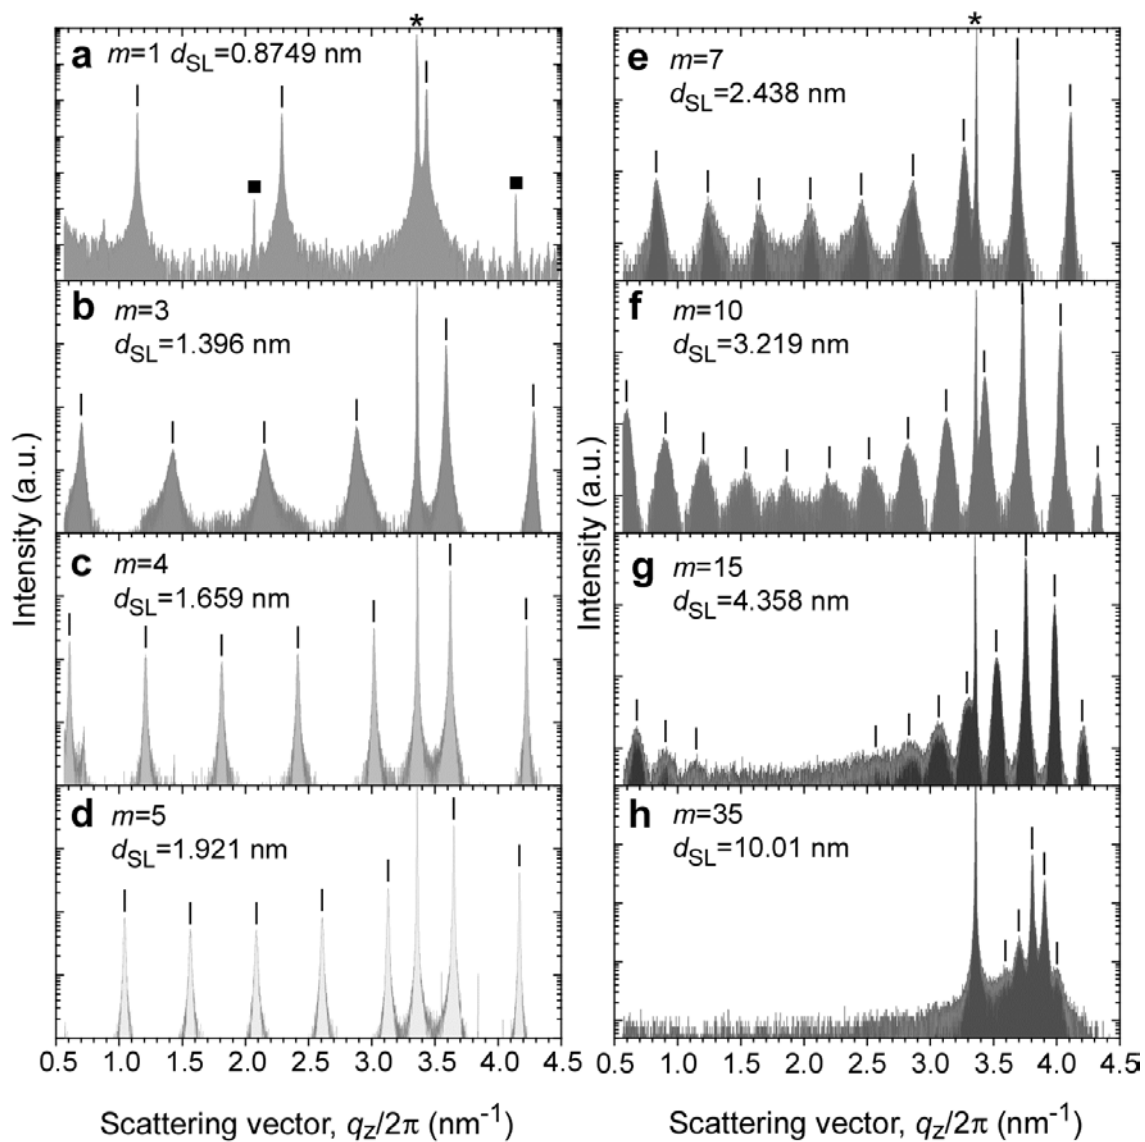 *
a m=1 d_SL=0.8749 nm
b m=3
d_SL=1.396 nm
c m=4
d_SL=1.659 nm
d m=5
d_SL=1.921 nm
0.5 1.0 1.5 2.0 2.5 3.0 3.5 4.0 4.5
Scattering vector, q_z/2π (nm⁻¹)
Intensity (a.u.)
*
e m=7
d_SL=2.438 nm
f m=10
d_SL=3.219 nm
g m=15
d_SL=4.358 nm
h m=35
d_SL=10.01 nm
0.5 1.0 1.5 2.0 2.5 3.0 3.5 4.0 4.5
Scattering vector, q_z/2π (nm⁻¹)
Intensity (a.u.)